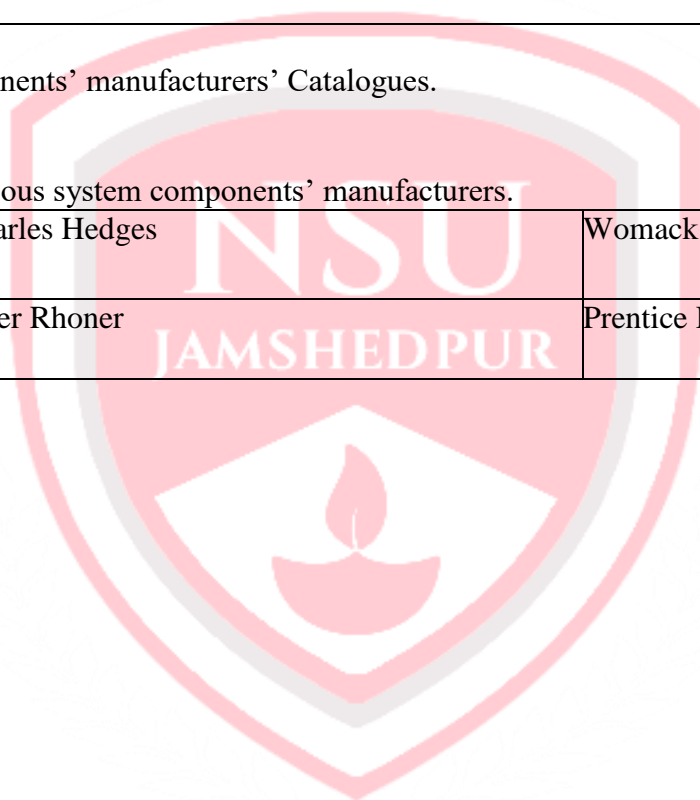 nents’ manufacturers’ Catalogues.
ous system components’ manufacturers.
arles Hedges
Womack
er Rhoner
Prentice
NSU
JAMSHEDPUR